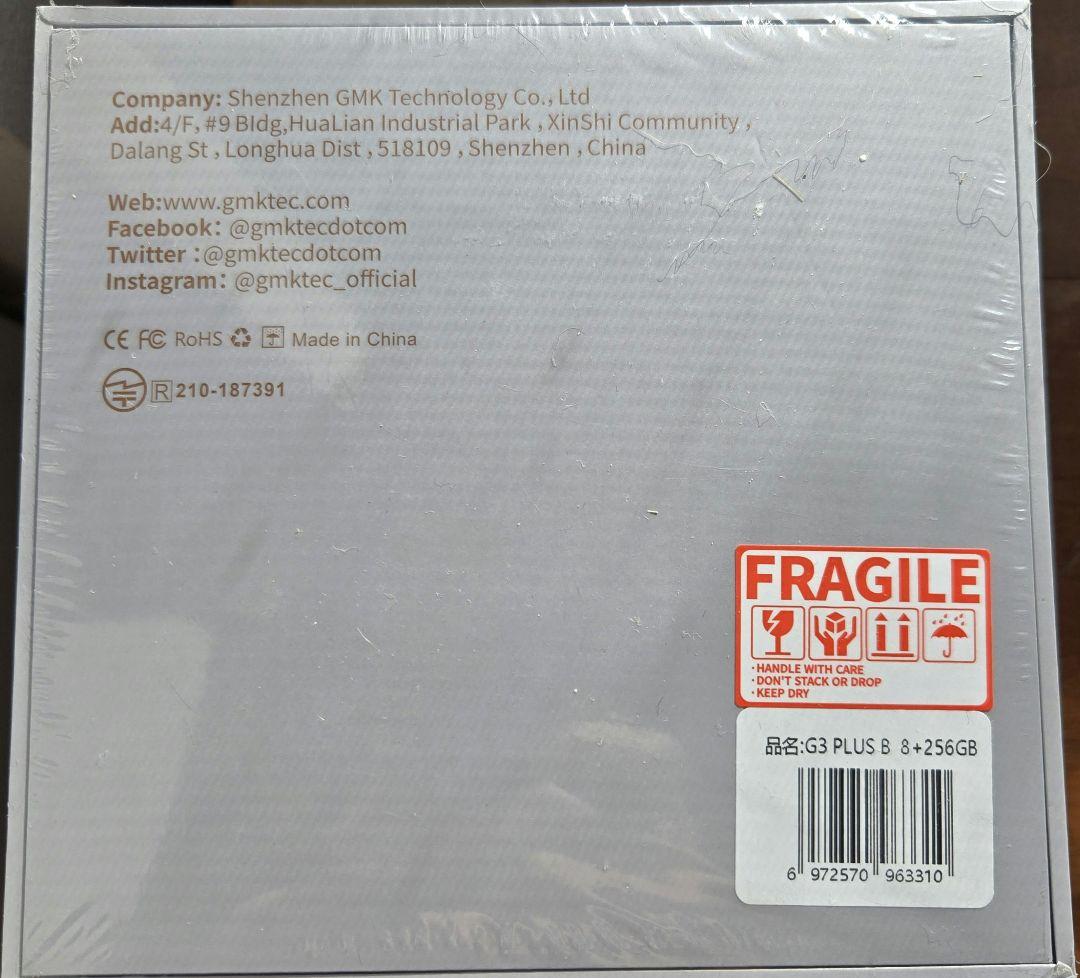 Company: Shenzhen GMK Technology Co., Ltd
Add:4/F, #9 BIdg,HuaLian Industrial Park , XinShi Community ,
Dalang St , Longhua Dist , 518109 , Shenzhen , China
Web:www.gmktec.com
Facebook: @gmktecdotcom
Twitter :@gmktecdotcom
Instagram: @gmktec_official
CE FC RoHS Made in China
R 210-187391
FRAGILE
· HANDLE WITH CARE
· DON'T STACK OR DROP
· KEEP DRY
品名:G3 PLUS B 8+256GB
6 972570 963310